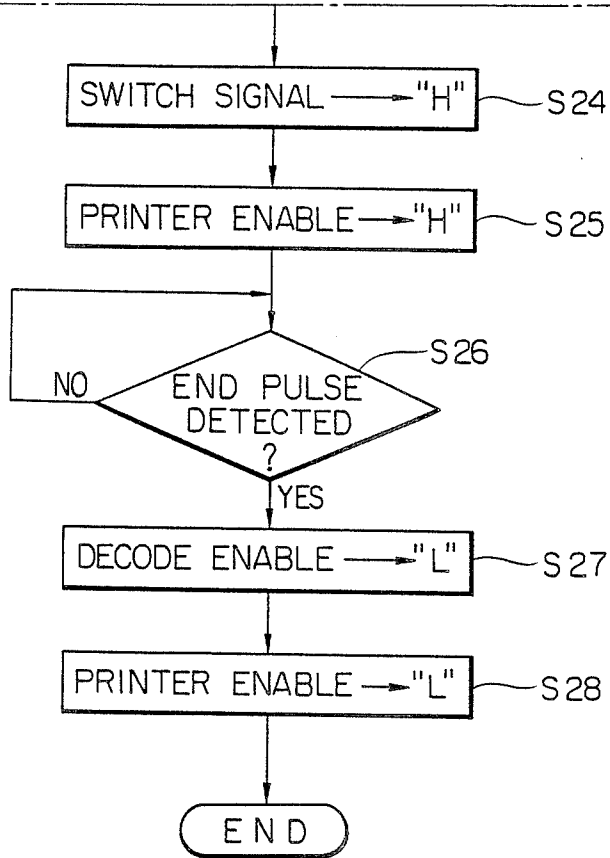 SWITCH SIGNAL → "H" S24
PRINTER ENABLE → "H" S25
S26
NO
END PULSE
DETECTED
?
YES
DECODE ENABLE → "L" S27
PRINTER ENABLE → "L" S28
END